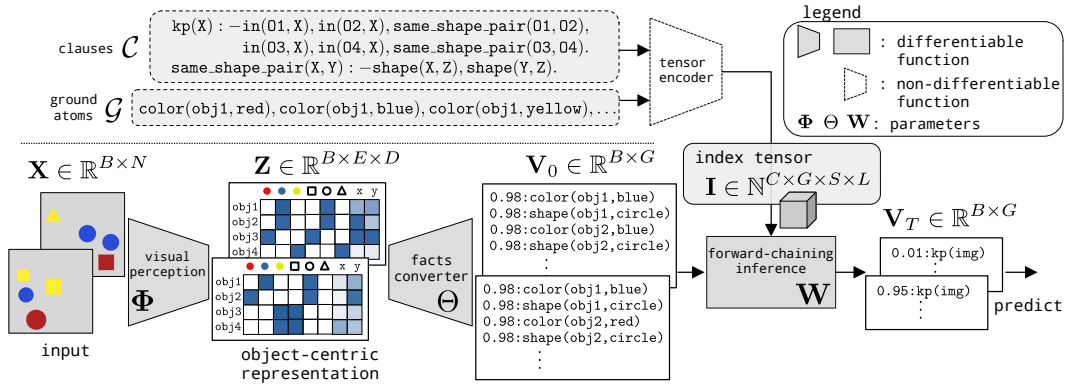 clauses C
kp(X):-in(O1,X),in(O2,X),same_shape_pair(O1,O2),
in(O3,X),in(O4,X),same_shape_pair(O3,O4).
same_shape_pair(X,Y):-shape(X,Z),shape(Y,Z).
ground atoms G
color(obj1,red),color(obj1,blue),color(obj1,yellow),...
tensor
encoder
legend
: differentiable
function
: non-differentiable
function
Φ Θ W: parameters
X ∈ ℝ^{B×N}
Z ∈ ℝ^{B×E×D}
V_0 ∈ ℝ^{B×G}
index tensor
I ∈ ℕ^{C×G×S×L}
V_T ∈ ℝ^{B×G}
input
visual
perception
Φ
x y
obj1
obj2
obj3
obj4
x y
obj1
obj2
obj3
obj4
object-centric
representation
facts
converter
Θ
0.98:color(obj1,blue)
0.98:shape(obj1,circle)
0.98:color(obj2,blue)
0.98:shape(obj2,circle)
⋮
0.98:color(obj1,blue)
0.98:shape(obj1,circle)
0.98:color(obj2,red)
0.98:shape(obj2,circle)
⋮
forward-chaining
inference
W
0.01:kp(img)
⋮
0.95:kp(img)
⋮
predict